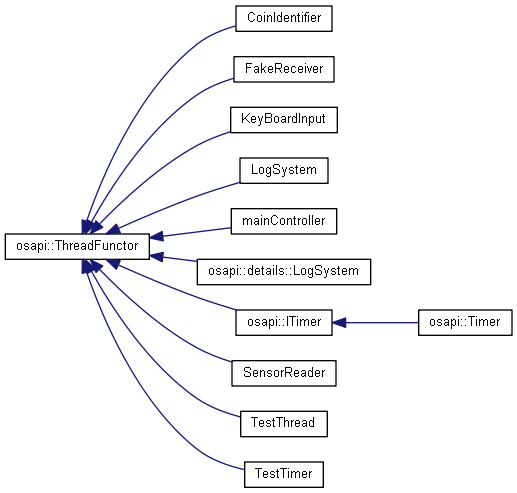 CoinIdentifier
FakeReceiver
KeyBoardInput
LogSystem
mainController
osapi::ThreadFunctor
osapi::details::LogSystem
osapi::ITimer
osapi::Timer
SensorReader
TestThread
TestTimer